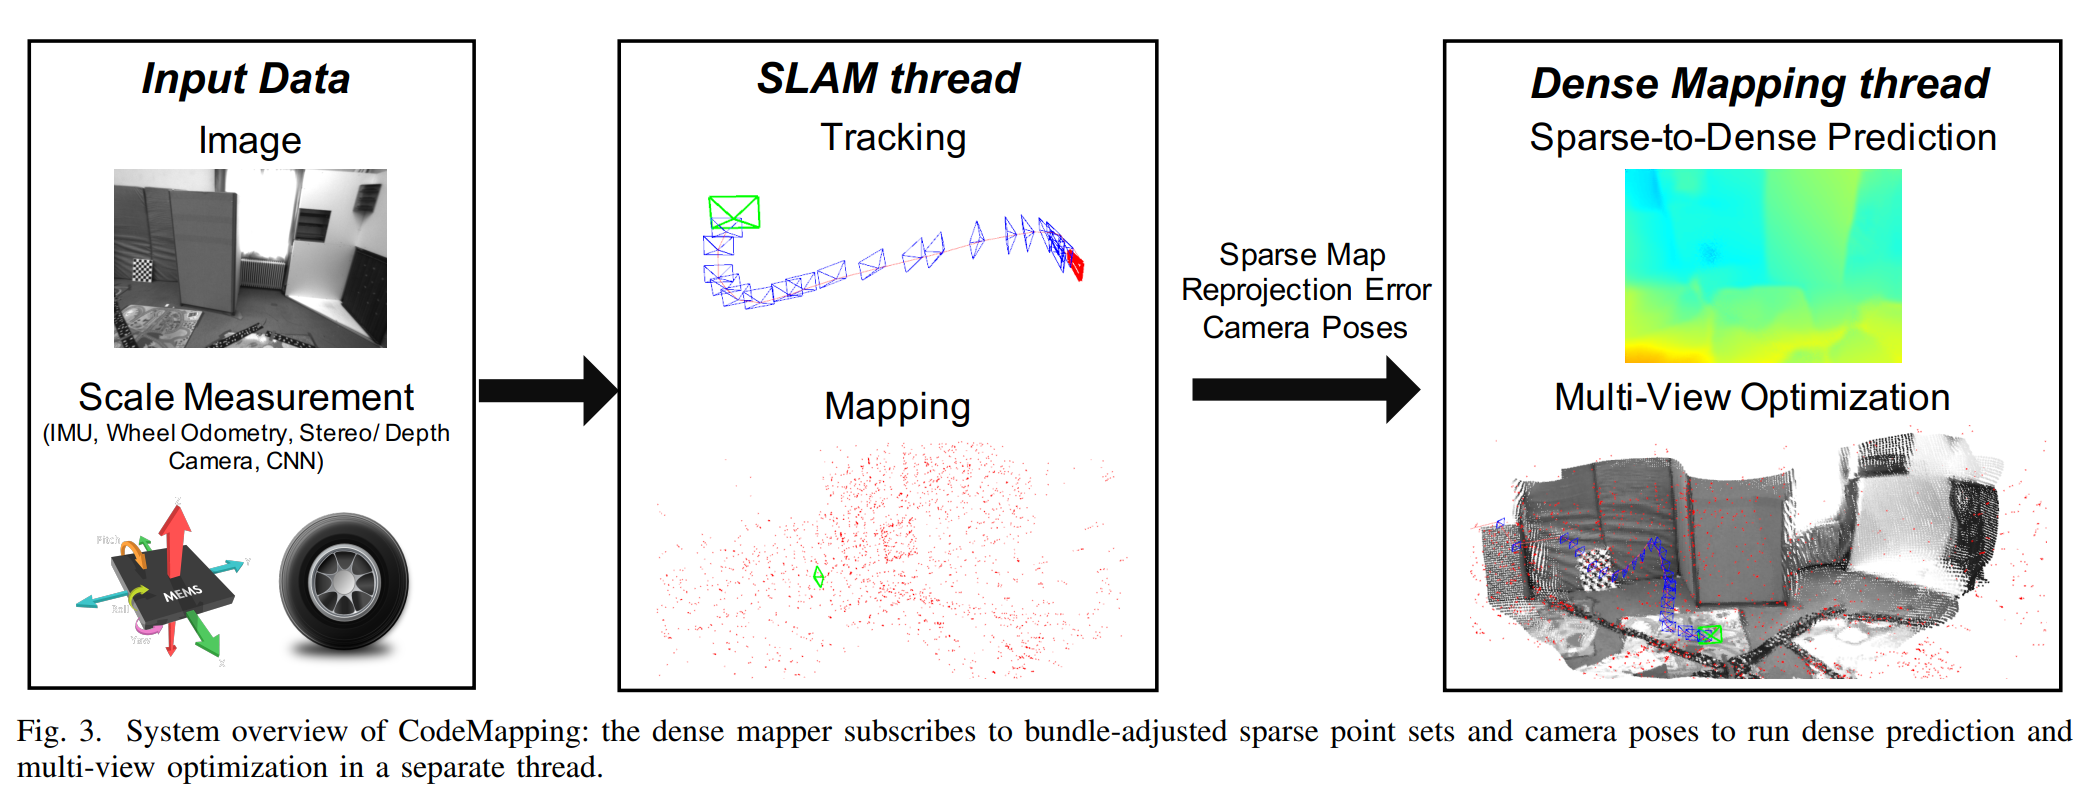 Input Data
Image
Scale Measurement
(IMU, Wheel Odometry, Stereo/ Depth
Camera, CNN)
Pitch
Y
MEMS
Roll
Yaw
X
SLAM thread
Tracking
Mapping
Sparse Map
Reprojection Error
Camera Poses
Dense Mapping thread
Sparse-to-Dense Prediction
Multi-View Optimization
Fig. 3. System overview of CodeMapping: the dense mapper subscribes to bundle-adjusted sparse point sets and camera poses to run dense prediction and
multi-view optimization in a separate thread.